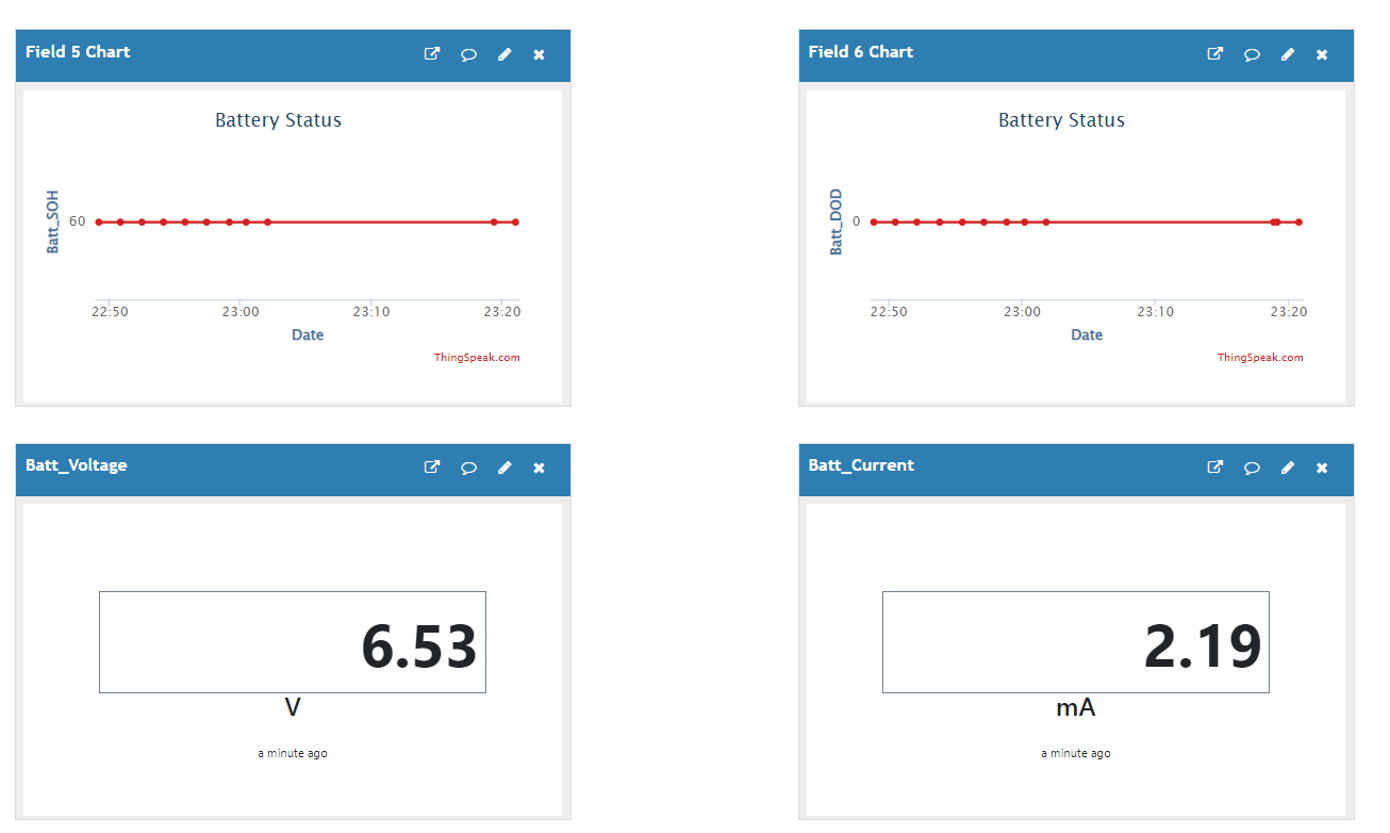 Field 5 Chart
Battery Status
Batt_SOH
60
22:50 23:00 23:10 23:20
Date
ThingSpeak.com
Field 6 Chart
Battery Status
Batt_DOD
0
22:50 23:00 23:10 23:20
Date
ThingSpeak.com
Batt_Voltage
6.53
V
a minute ago
Batt_Current
2.19
mA
a minute ago